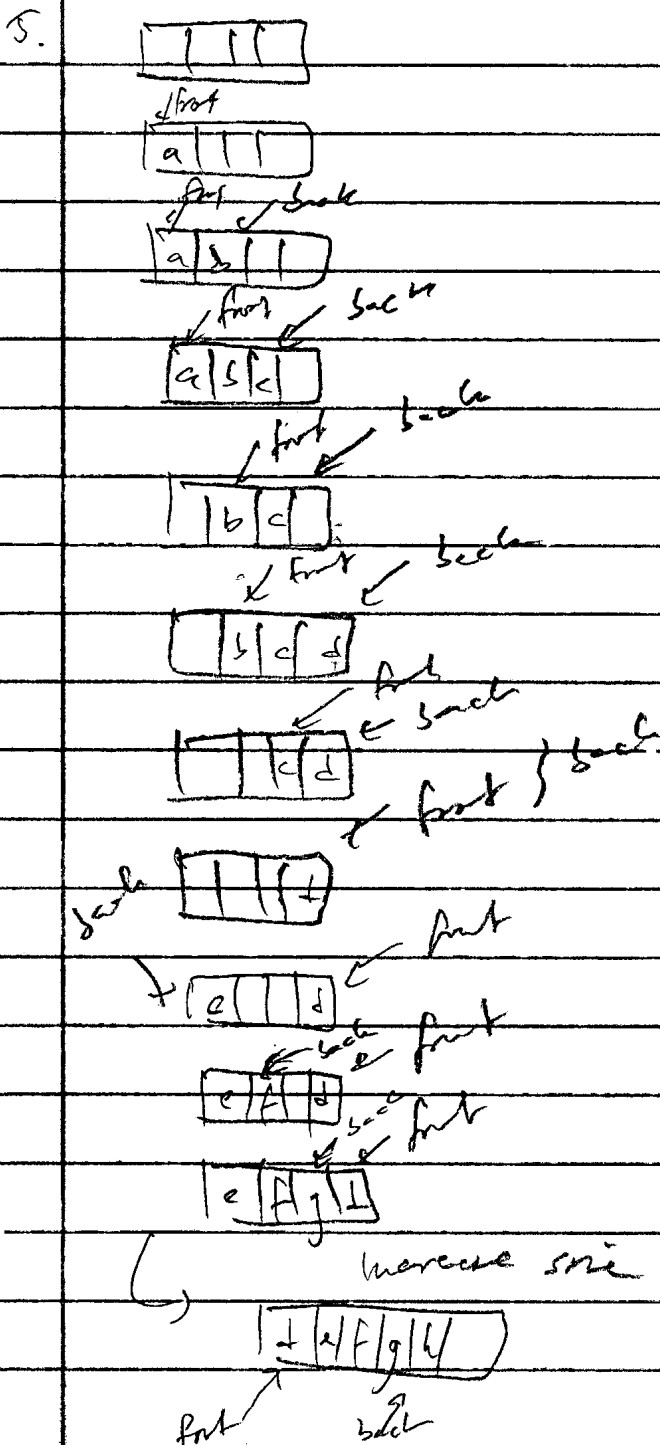 5.
front
a
front back
a b
front back
a b c
front back
b c
front back
b c d
front
back
c d
front } back
d
back
front
e d
back front
e f d
back front
e f g d
increase size
d e f g h
front back